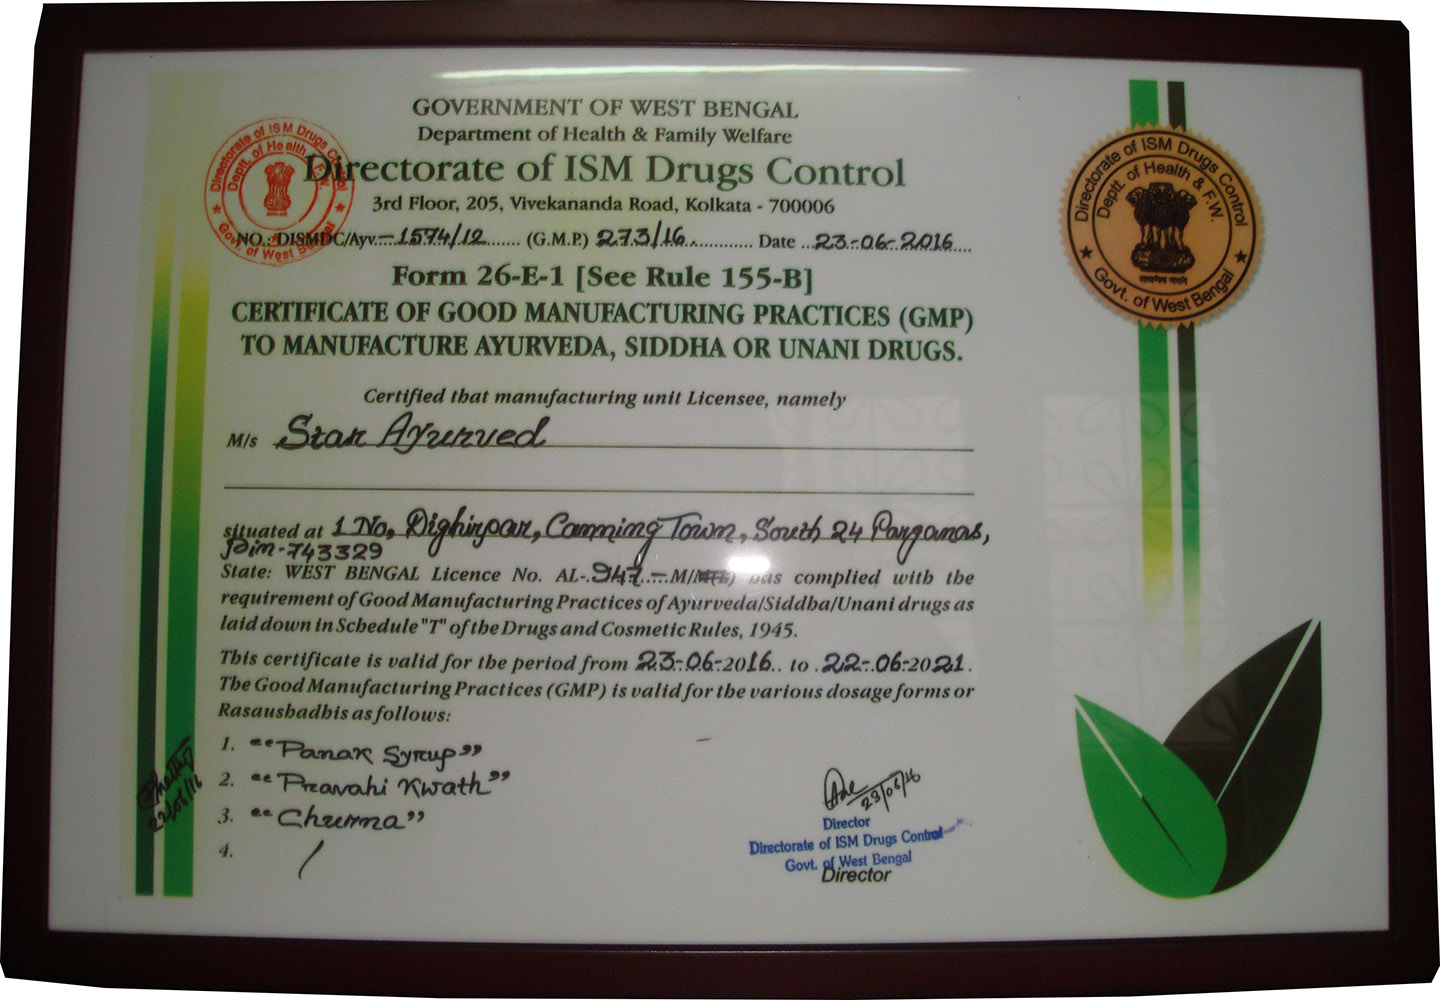 GOVERNMENT OF WEST BENGAL
Department of Health & Family Welfare
Directorate of ISM Drugs Control
3rd Floor, 205, Vivekananda Road, Kolkata - 700006
NO.: DISMDC/Ayv....-1574/12....... (G.M.P.) 273/16............ Date ...23-06-2016....
Form 26-E-1 [See Rule 155-B]
CERTIFICATE OF GOOD MANUFACTURING PRACTICES (GMP)
TO MANUFACTURE AYURVEDA, SIDDHA OR UNANI DRUGS.
Certified that manufacturing unit Licensee, namely
M/s Star Ayurved
situated at 1 No, Dighirpar, Canning Town, South 24 Parganas,
Pin-743329
State: WEST BENGAL Licence No. AL-.947-....M/ has complied with the
requirement of Good Manufacturing Practices of Ayurveda/Siddha/Unani drugs as
laid down in Schedule "T" of the Drugs and Cosmetic Rules, 1945.
This certificate is valid for the period from 23-06-2016.. to .22-.06-2021.
The Good Manufacturing Practices (GMP) is valid for the various dosage forms or
Rasausbadhis as follows:
1. "Panak Syrup"
2. "Pravahi Kwath"
3. "Churna"
4. /
23/06/16
Director
Directorate of ISM Drugs Control
Govt. of West Bengal
Director
Directorate of ISM Drugs Control
Deptt. of Health & F.W.
Govt. of West Bengal
Directorate of ISM Drugs Control
Deptt. of Health & F.W.
सत्यमेव जयते
Govt. of West Bengal